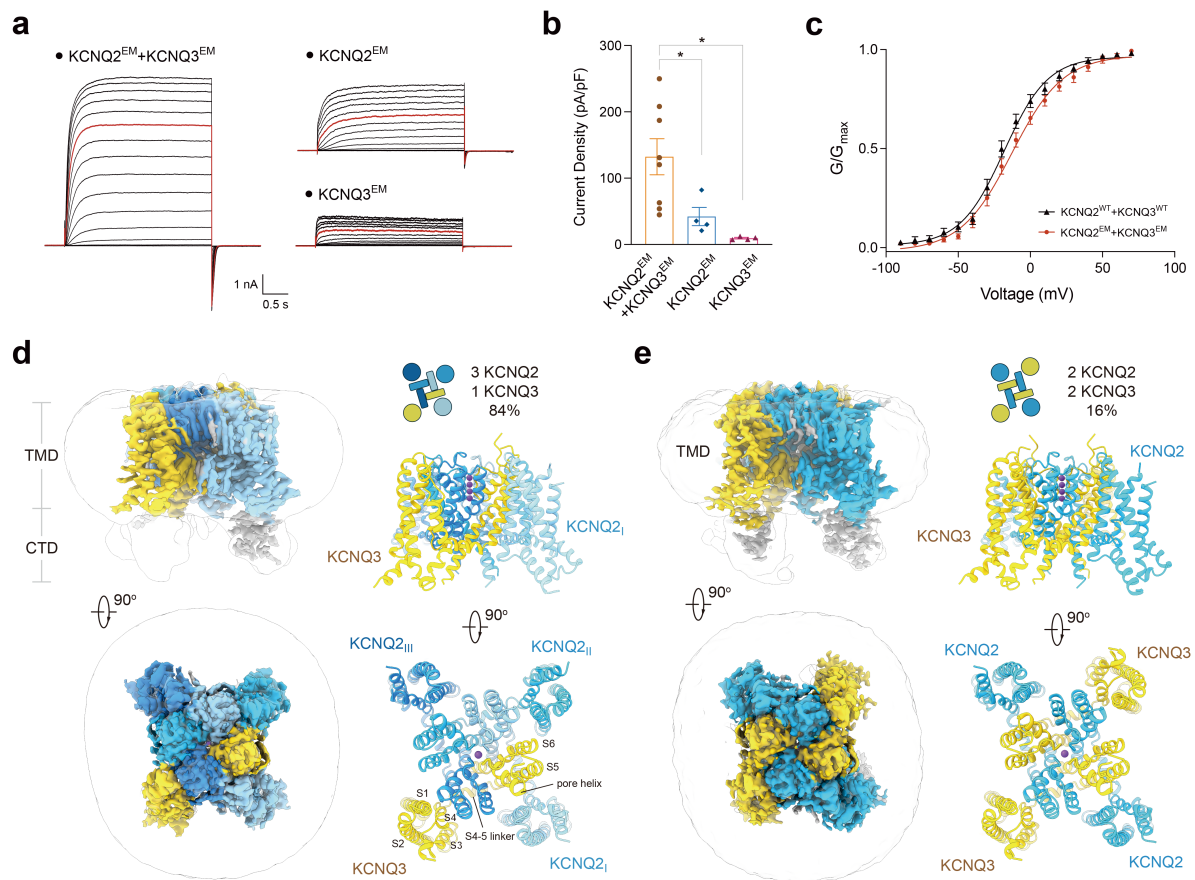 a
KCNQ2ᴱᴹ+KCNQ3ᴱᴹ
KCNQ2ᴱᴹ
KCNQ3ᴱᴹ
1 nA
0.5 s
b
Current Density (pA/pF)
300
200
100
50
0
*
*
KCNQ2ᴱᴹ
+KCNQ3ᴱᴹ
KCNQ2ᴱᴹ
KCNQ3ᴱᴹ
c
G/Gmax
1.0
0.5
0.0
KCNQ2ᵂᵀ+KCNQ3ᵂᵀ
KCNQ2ᴱᴹ+KCNQ3ᴱᴹ
-100
-50
0
50
100
Voltage (mV)
d
TMD
CTD
3 KCNQ2
1 KCNQ3
84%
KCNQ3
KCNQ2I
90°
90°
KCNQ2III
KCNQ2II
S6
S5
pore helix
S1
S4
S4-5 linker
S2
S3
KCNQ3
KCNQ2I
e
TMD
2 KCNQ2
2 KCNQ3
16%
KCNQ2
KCNQ3
90°
90°
KCNQ2
KCNQ3
KCNQ3
KCNQ2